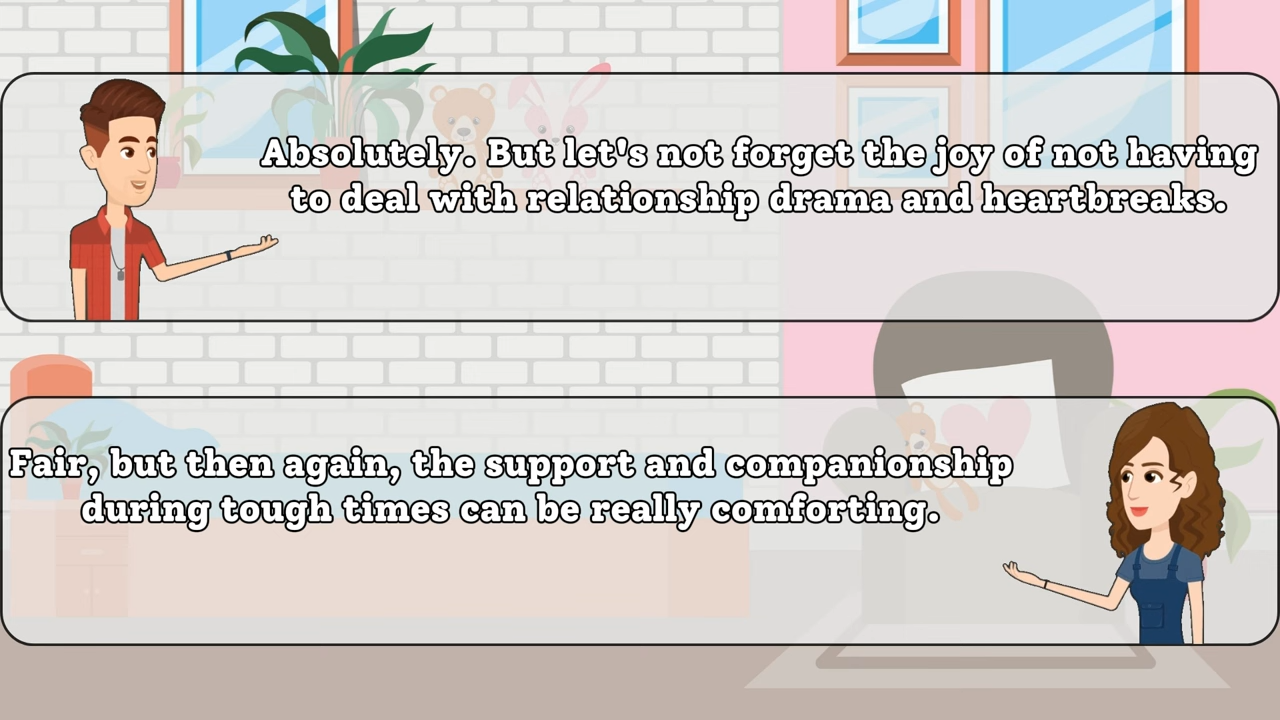 Absolutely. But let's not forget the joy of not having
to deal with relationship drama and heartbreaks.
Fair, but then again, the support and companionship
during tough times can be really comforting.